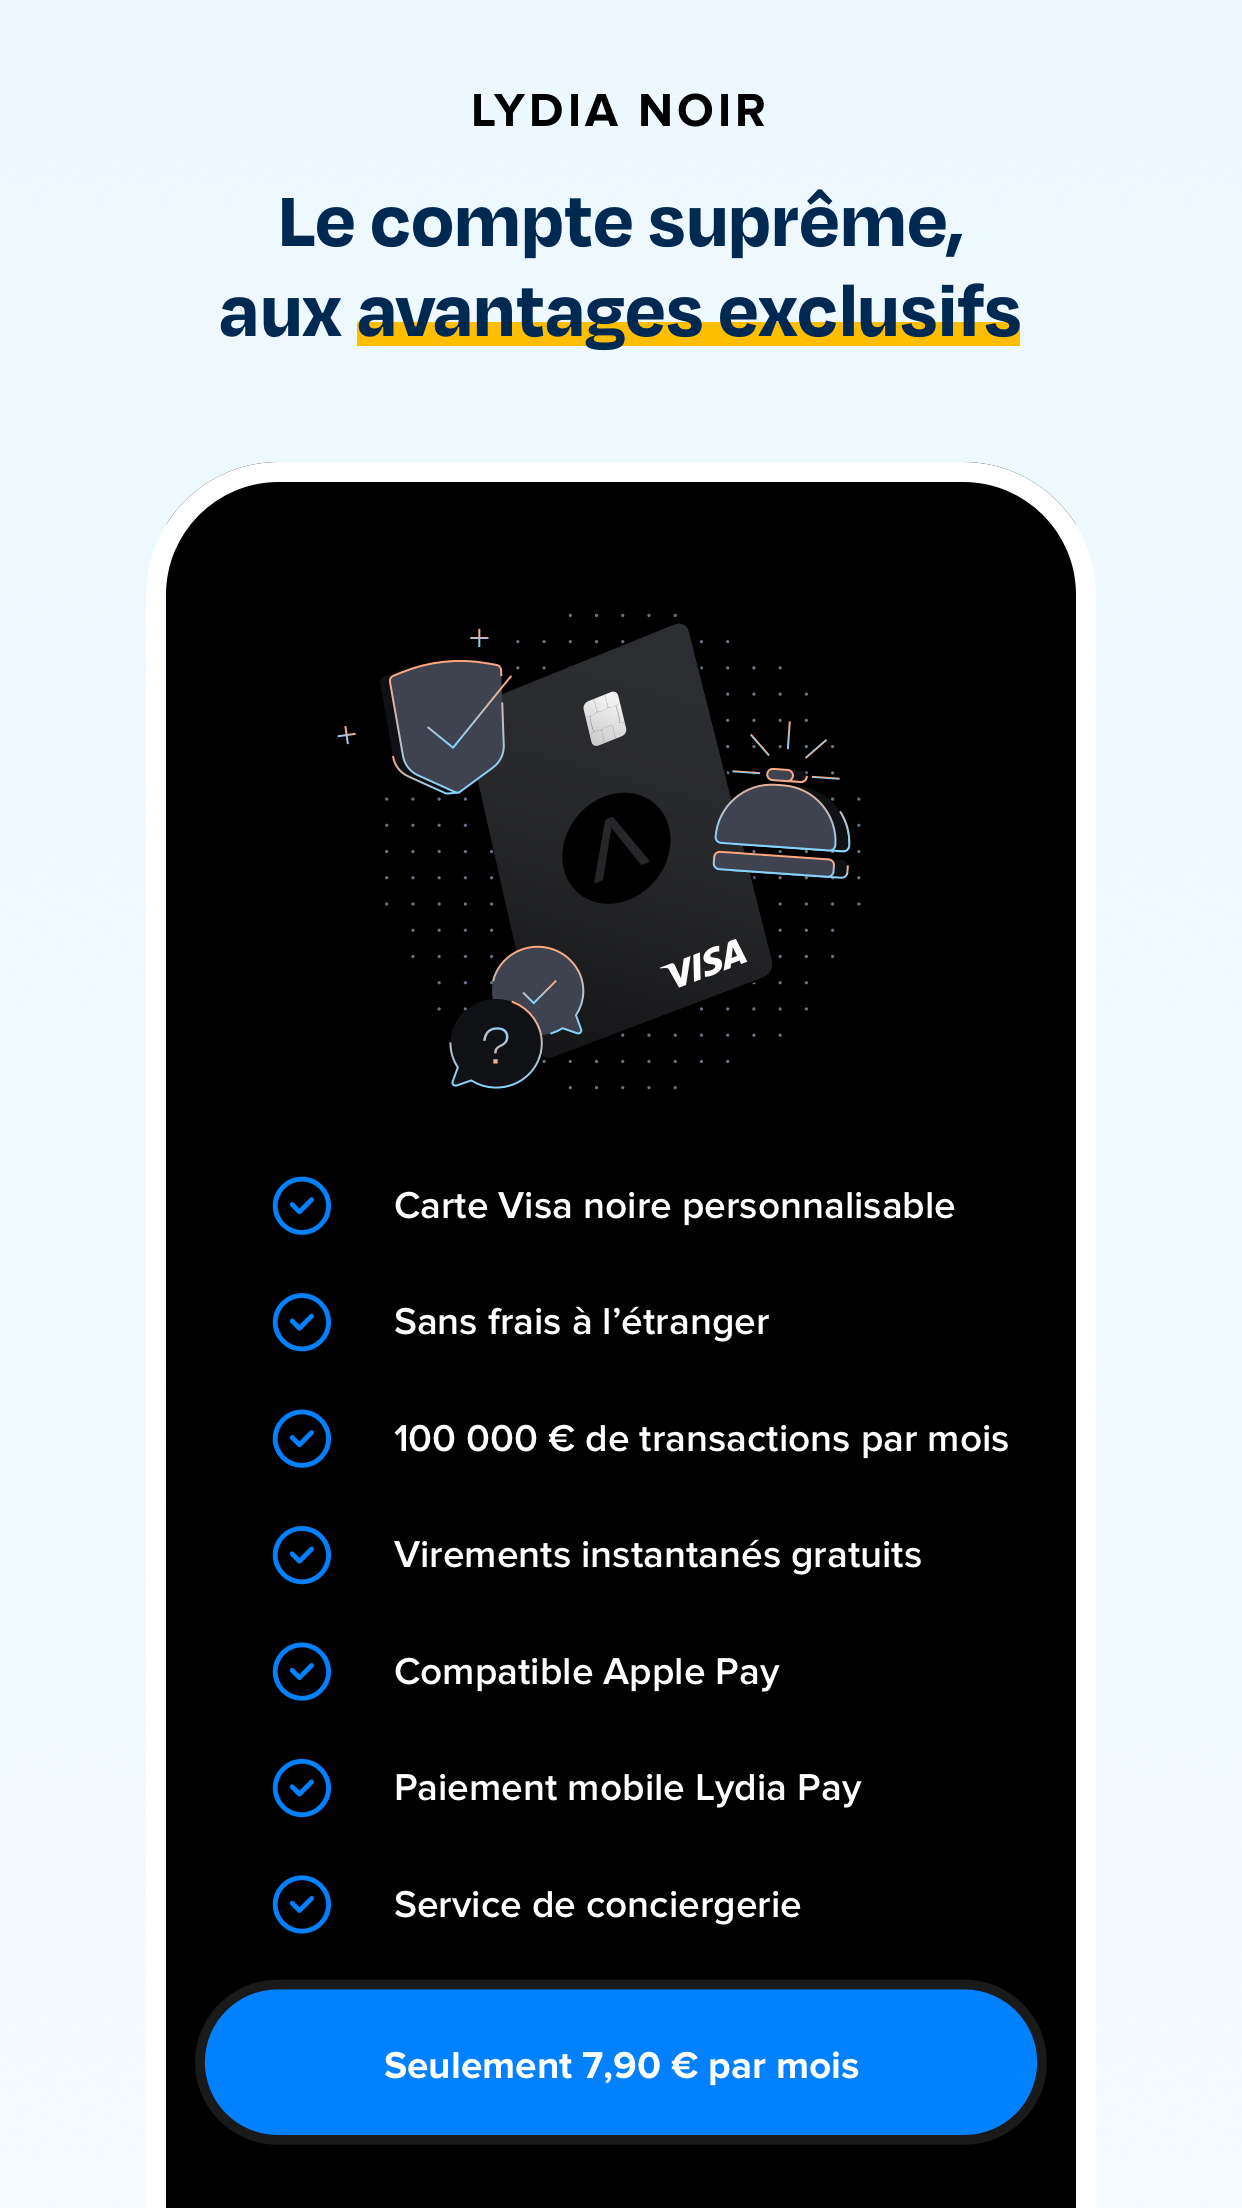 LYDIA NOIR
Le compte suprême,
aux avantages exclusifs
VISA
?
Carte Visa noire personnalisable
Sans frais à l’étranger
100 000 € de transactions par mois
Virements instantanés gratuits
Compatible Apple Pay
Paiement mobile Lydia Pay
Service de conciergerie
Seulement 7,90 € par mois